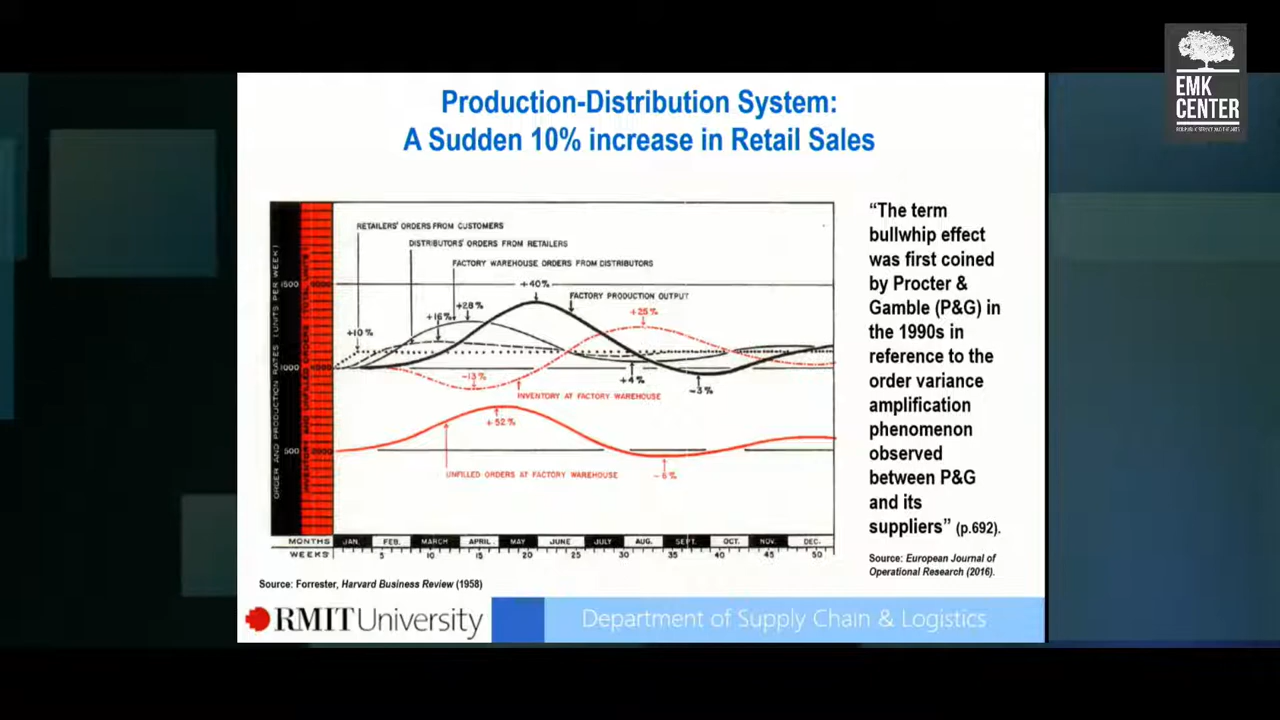 EMK
CENTER
Production-Distribution System:
A Sudden 10% increase in Retail Sales
RETAILERS' ORDERS FROM CUSTOMERS
DISTRIBUTORS' ORDERS FROM RETAILERS
FACTORY WAREHOUSE ORDERS FROM DISTRIBUTORS
+40%
FACTORY PRODUCTION OUTPUT
+28%
+16%
+25%
+10%
-13%
+4%
-3%
INVENTORY AT FACTORY WAREHOUSE
+52%
UNFILLED ORDERS AT FACTORY WAREHOUSE
-6%
ORDER AND PRODUCTION RATES (UNITS PER WEEK)
1500
1000
500
MONTHS JAN. FEB. MARCH APRIL MAY JUNE JULY AUG. SEPT. OCT. NOV. DEC.
WEEKS 5 10 15 20 25 30 35 40 45 50
Source: Forrester, Harvard Business Review (1958)
“The term
bullwhip effect
was first coined
by Procter &
Gamble (P&G) in
the 1990s in
reference to the
order variance
amplification
phenomenon
observed
between P&G
and its
suppliers” (p.692).
Source: European Journal of
Operational Research (2016).
RMIT University
Department of Supply Chain & Logistics